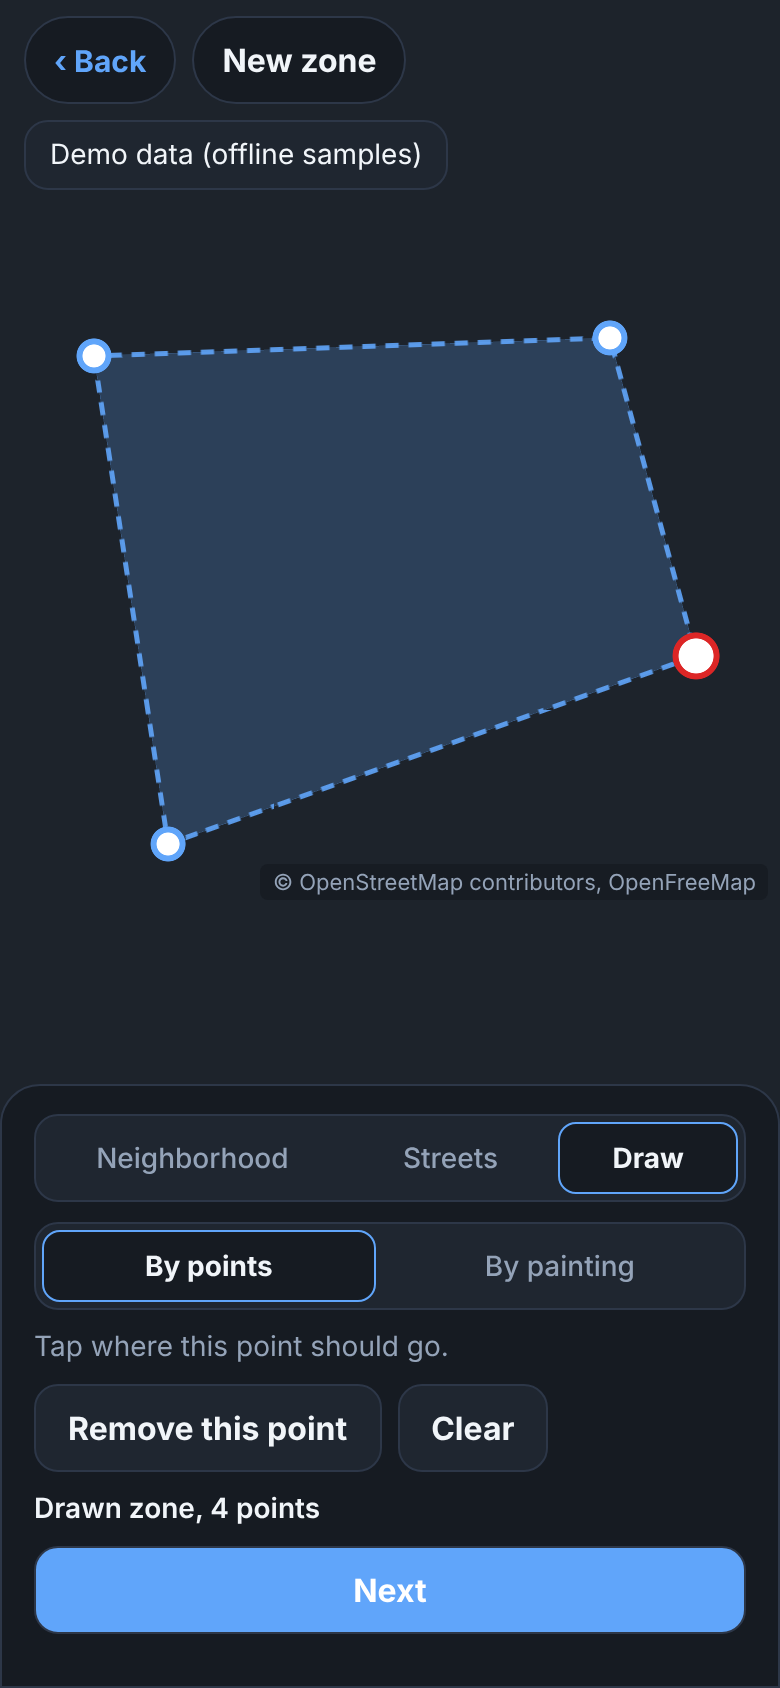 ‹ Back
New zone
Demo data (offline samples)
© OpenStreetMap contributors, OpenFreeMap
Neighborhood
Streets
Draw
By points
By painting
Tap where this point should go.
Remove this point
Clear
Drawn zone, 4 points
Next